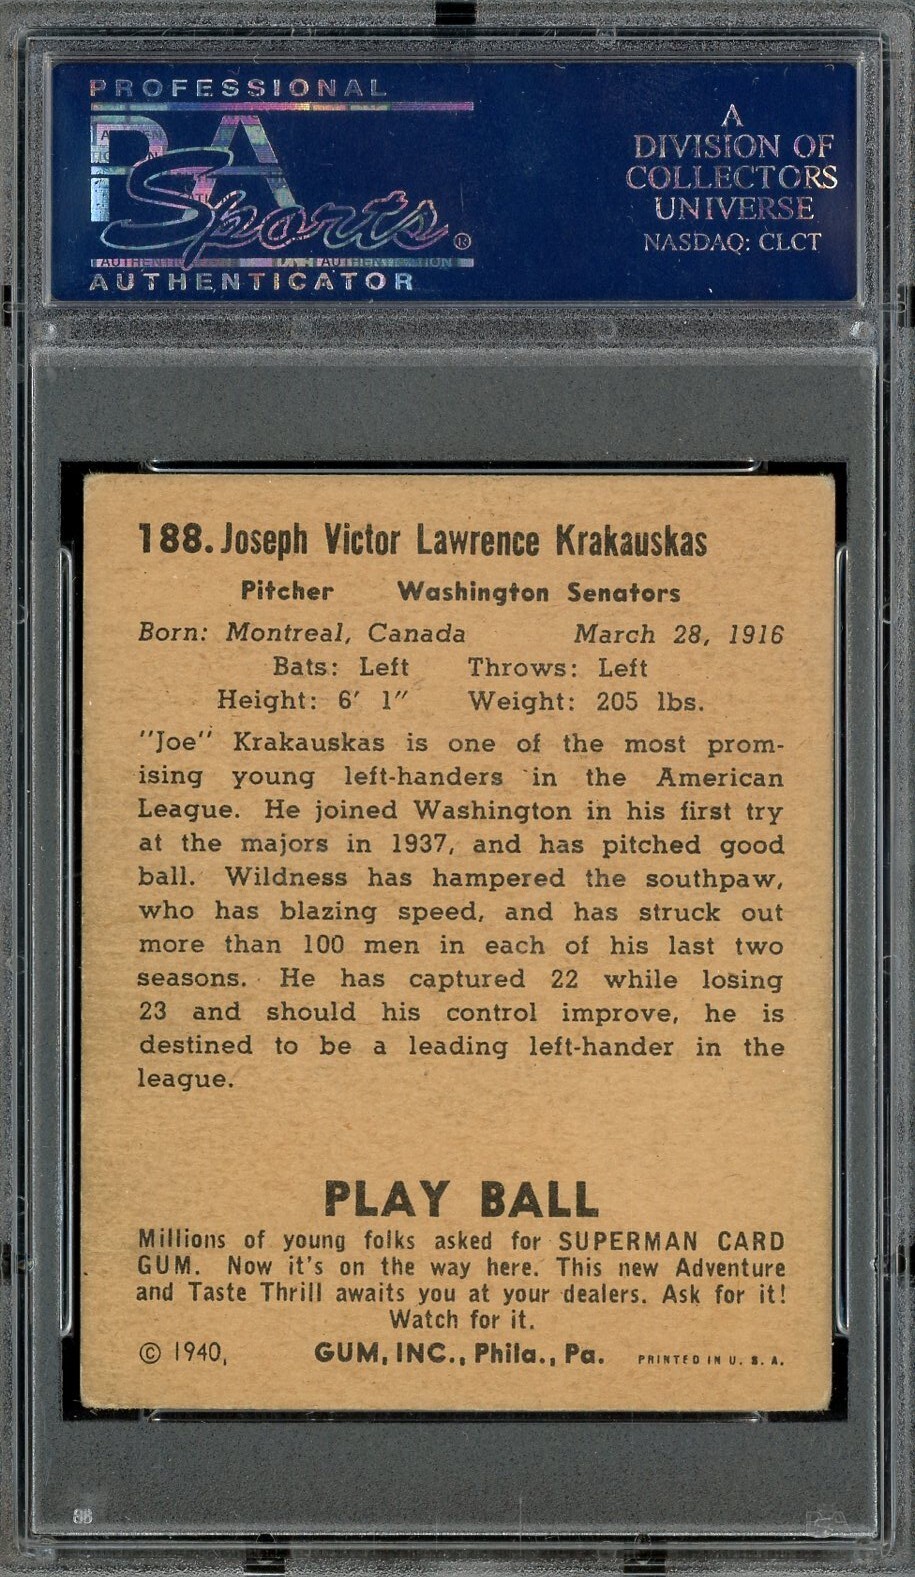 PROFESSIONAL
PSA
Sports®
AUTHENTICATOR
A
DIVISION OF
COLLECTORS
UNIVERSE
NASDAQ: CLCT
188. Joseph Victor Lawrence Krakauskas
Pitcher Washington Senators
Born: Montreal, Canada March 28, 1916
Bats: Left Throws: Left
Height: 6′ 1″ Weight: 205 lbs.
"Joe" Krakauskas is one of the most prom-
ising young left-handers in the American
League. He joined Washington in his first try
at the majors in 1937, and has pitched good
ball. Wildness has hampered the southpaw,
who has blazing speed, and has struck out
more than 100 men in each of his last two
seasons. He has captured 22 while losing
23 and should his control improve, he is
destined to be a leading left-hander in the
league.
PLAY BALL
Millions of young folks asked for SUPERMAN CARD
GUM. Now it's on the way here. This new Adventure
and Taste Thrill awaits you at your dealers. Ask for it!
Watch for it.
© 1940, GUM, INC., Phila., Pa. PRINTED IN U. S. A.
PSA